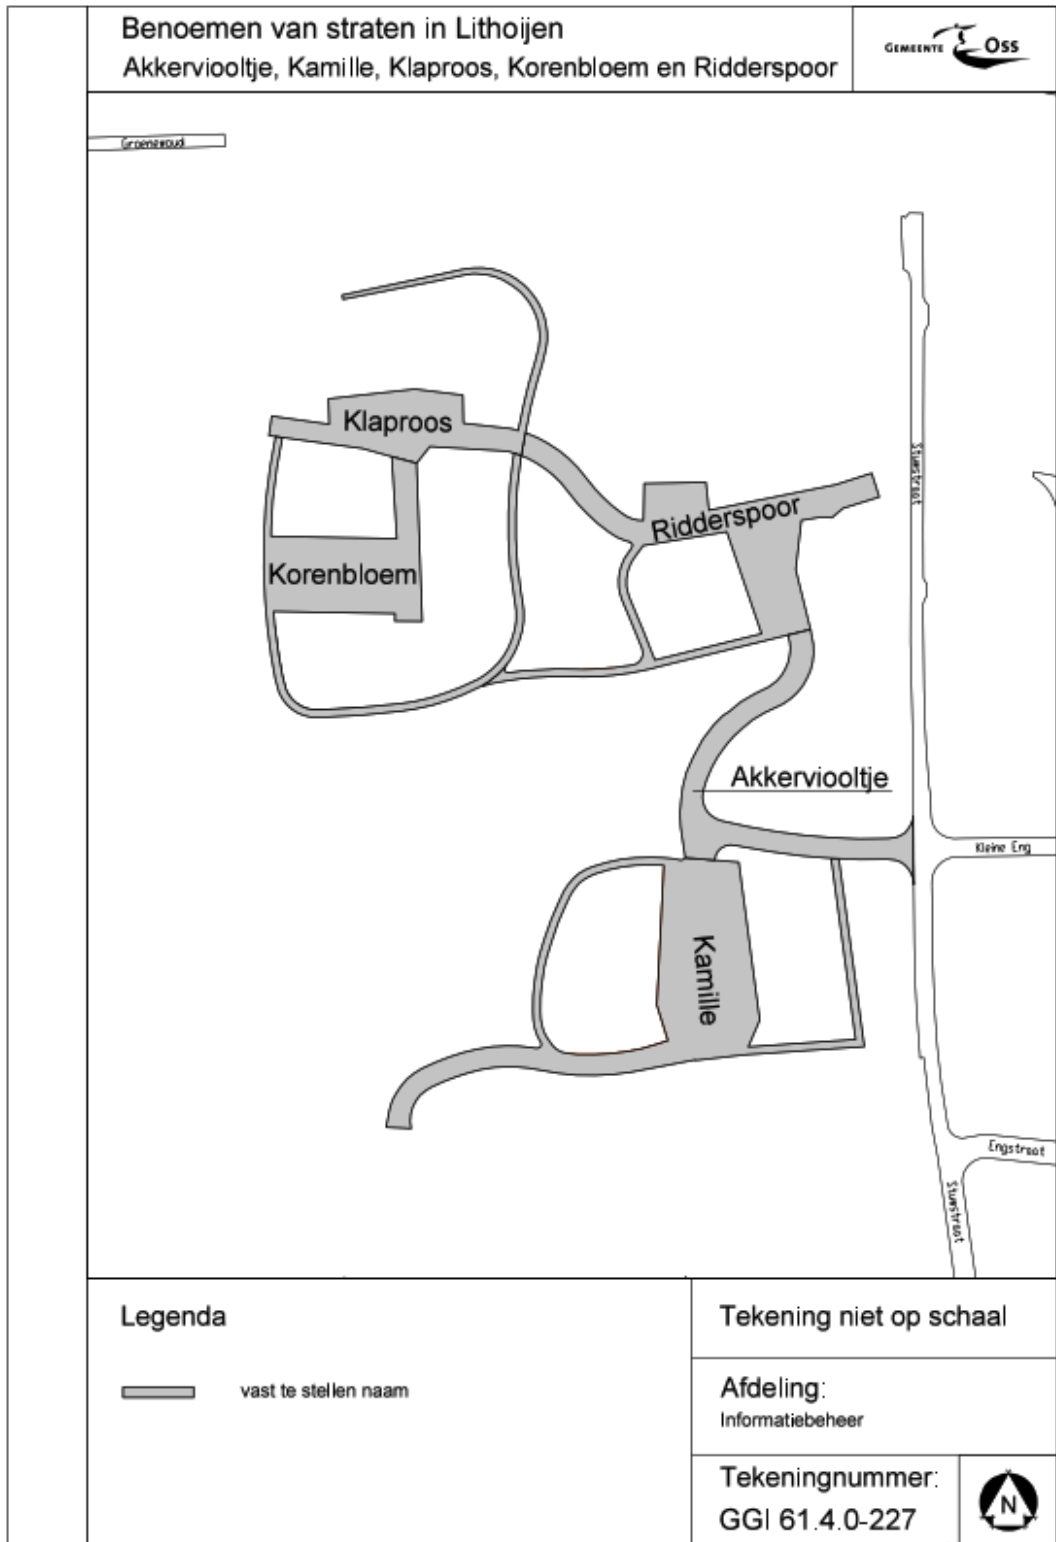 Benoemen van straten in Lithoijen
Akkerviooltje, Kamille, Klaproos, Korenbloem en Ridderspoor
GEMEENTE OSS
Groenewoud
Klaproos
Stuwstraat
Ridderspoor
Korenbloem
Akkerviooltje
Kleine Eng
Kamille
Engstraat
Stuwstraat
Legenda
vast te stellen naam
Tekening niet op schaal
Afdeling:
Informatiebeheer
Tekeningnummer:
GGI 61.4.0-227
N